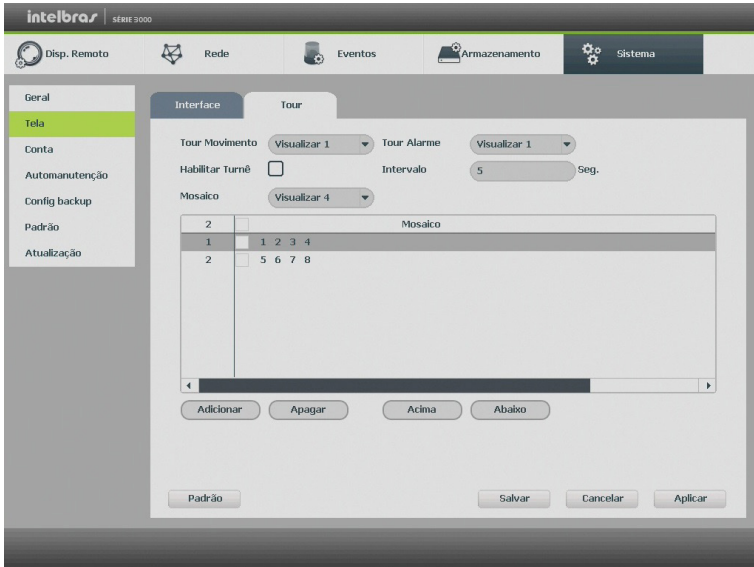 intelbras SÉRIE 3000
Disp. Remoto Rede Eventos Armazenamento Sistema
Geral
Tela
Conta
Automanutenção
Config backup
Padrão
Atualização
Interface Tour
Tour Movimento Visualizar 1 Tour Alarme Visualizar 1
Habilitar Turnê Intervalo 5 Seg.
Mosaico Visualizar 4
2 Mosaico
1 1 2 3 4
2 5 6 7 8
Adicionar Apagar Acima Abaixo
Padrão Salvar Cancelar Aplicar